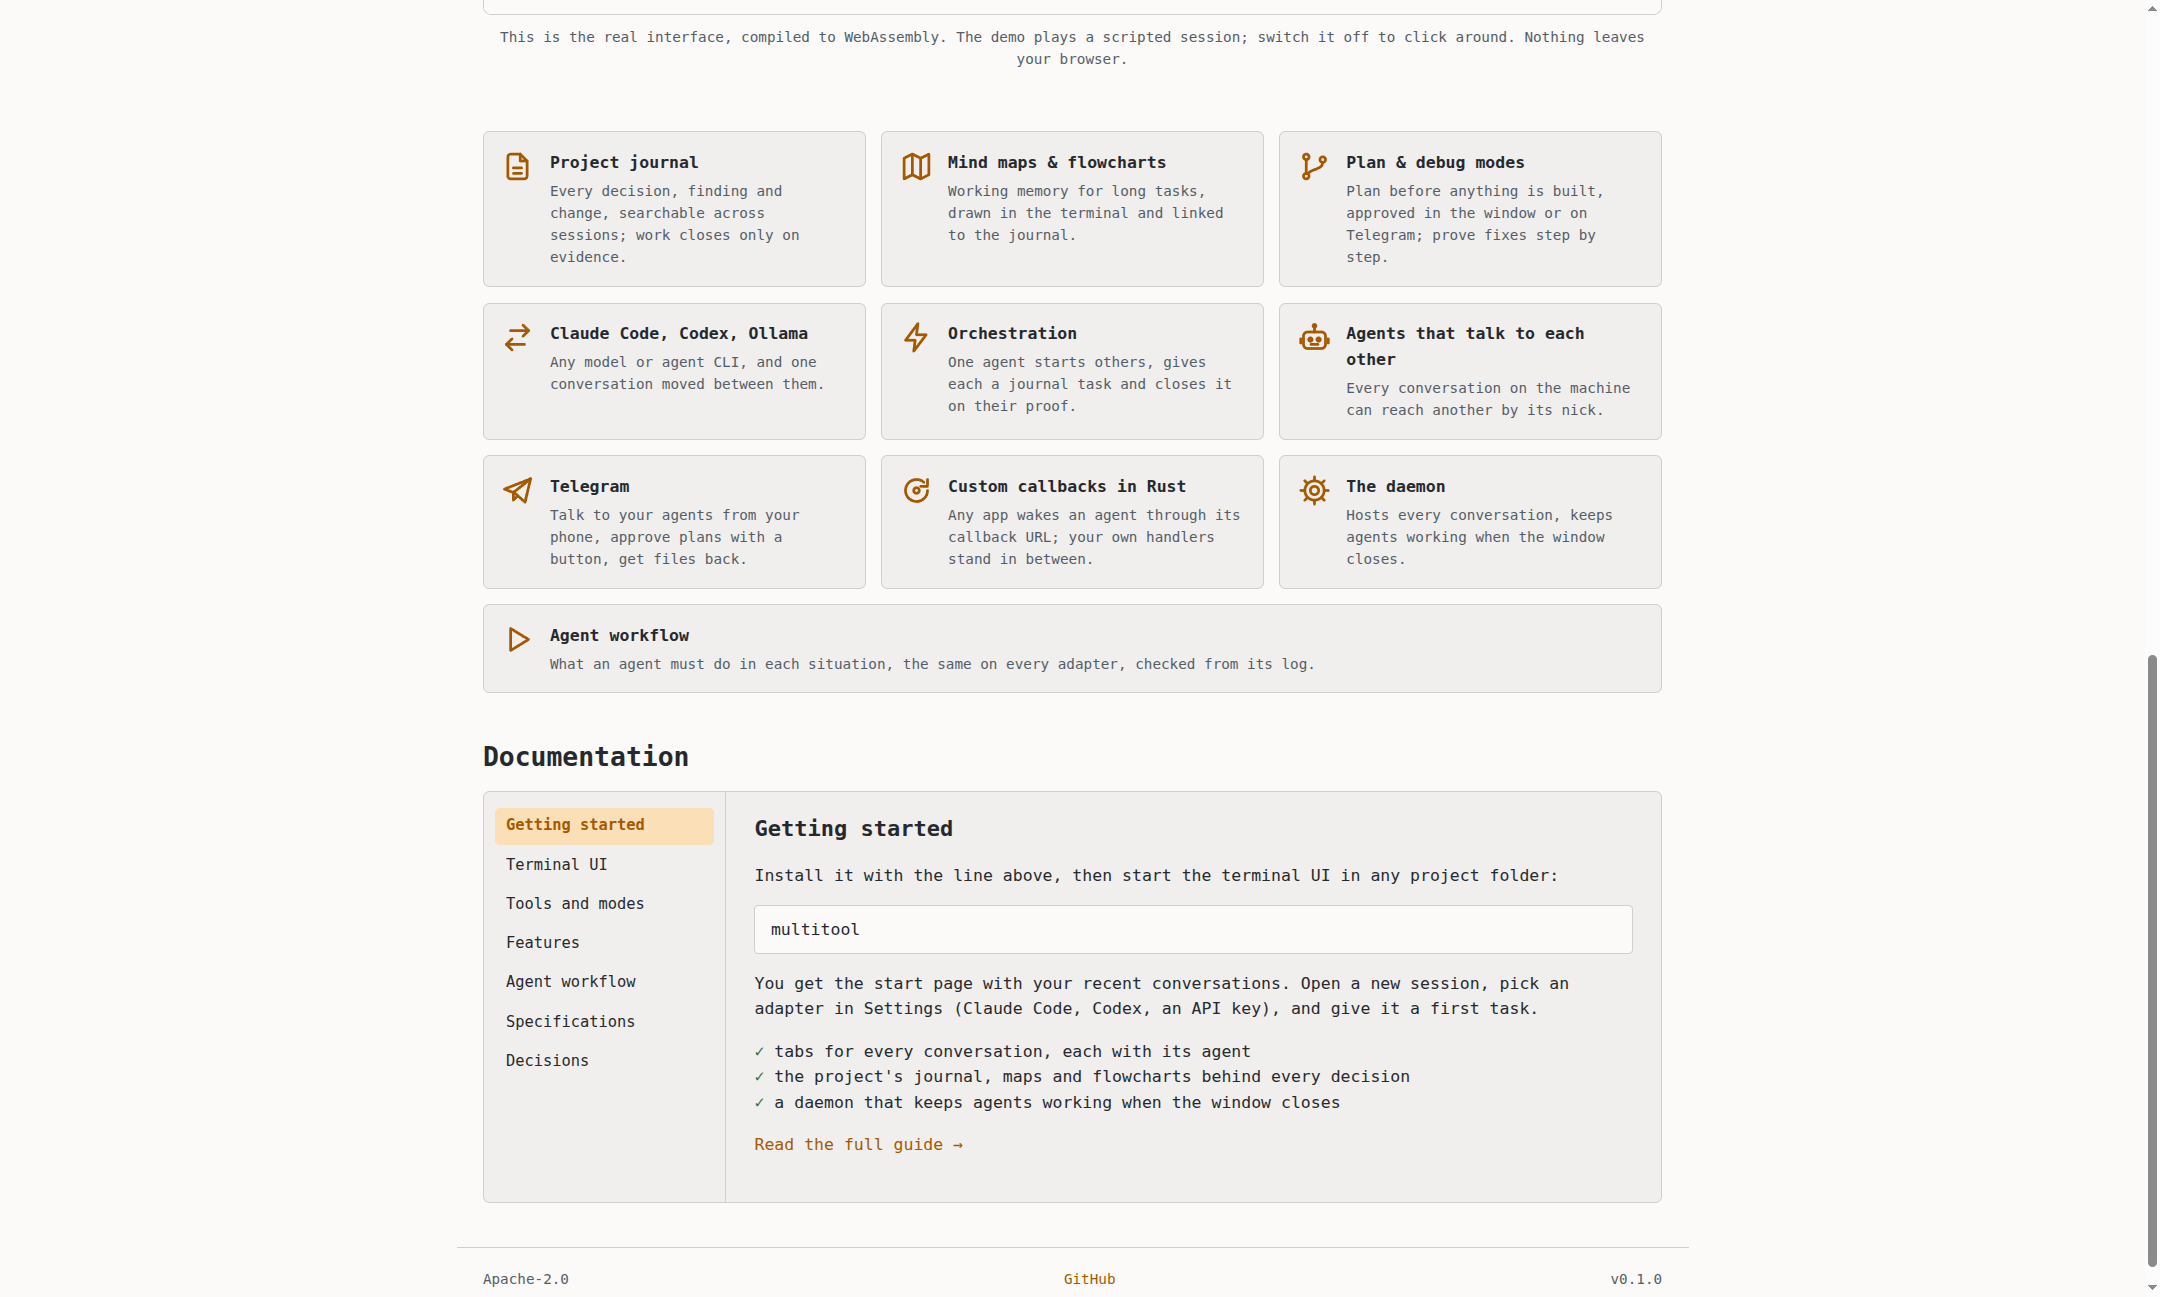 This is the real interface, compiled to WebAssembly. The demo plays a scripted session; switch it off to click around. Nothing leaves
your browser.
Project journal
Every decision, finding and
change, searchable across
sessions; work closes only on
evidence.
Mind maps & flowcharts
Working memory for long tasks,
drawn in the terminal and linked
to the journal.
Plan & debug modes
Plan before anything is built,
approved in the window or on
Telegram; prove fixes step by
step.
Claude Code, Codex, Ollama
Any model or agent CLI, and one
conversation moved between them.
Orchestration
One agent starts others, gives
each a journal task and closes it
on their proof.
Agents that talk to each
other
Every conversation on the machine
can reach another by its nick.
Telegram
Talk to your agents from your
phone, approve plans with a
button, get files back.
Custom callbacks in Rust
Any app wakes an agent through its
callback URL; your own handlers
stand in between.
The daemon
Hosts every conversation, keeps
agents working when the window
closes.
Agent workflow
What an agent must do in each situation, the same on every adapter, checked from its log.
Documentation
Getting started
Terminal UI
Tools and modes
Features
Agent workflow
Specifications
Decisions
Getting started
Install it with the line above, then start the terminal UI in any project folder:
multitool
You get the start page with your recent conversations. Open a new session, pick an
adapter in Settings (Claude Code, Codex, an API key), and give it a first task.
✓ tabs for every conversation, each with its agent
✓ the project's journal, maps and flowcharts behind every decision
✓ a daemon that keeps agents working when the window closes
Read the full guide →
Apache-2.0
GitHub
v0.1.0